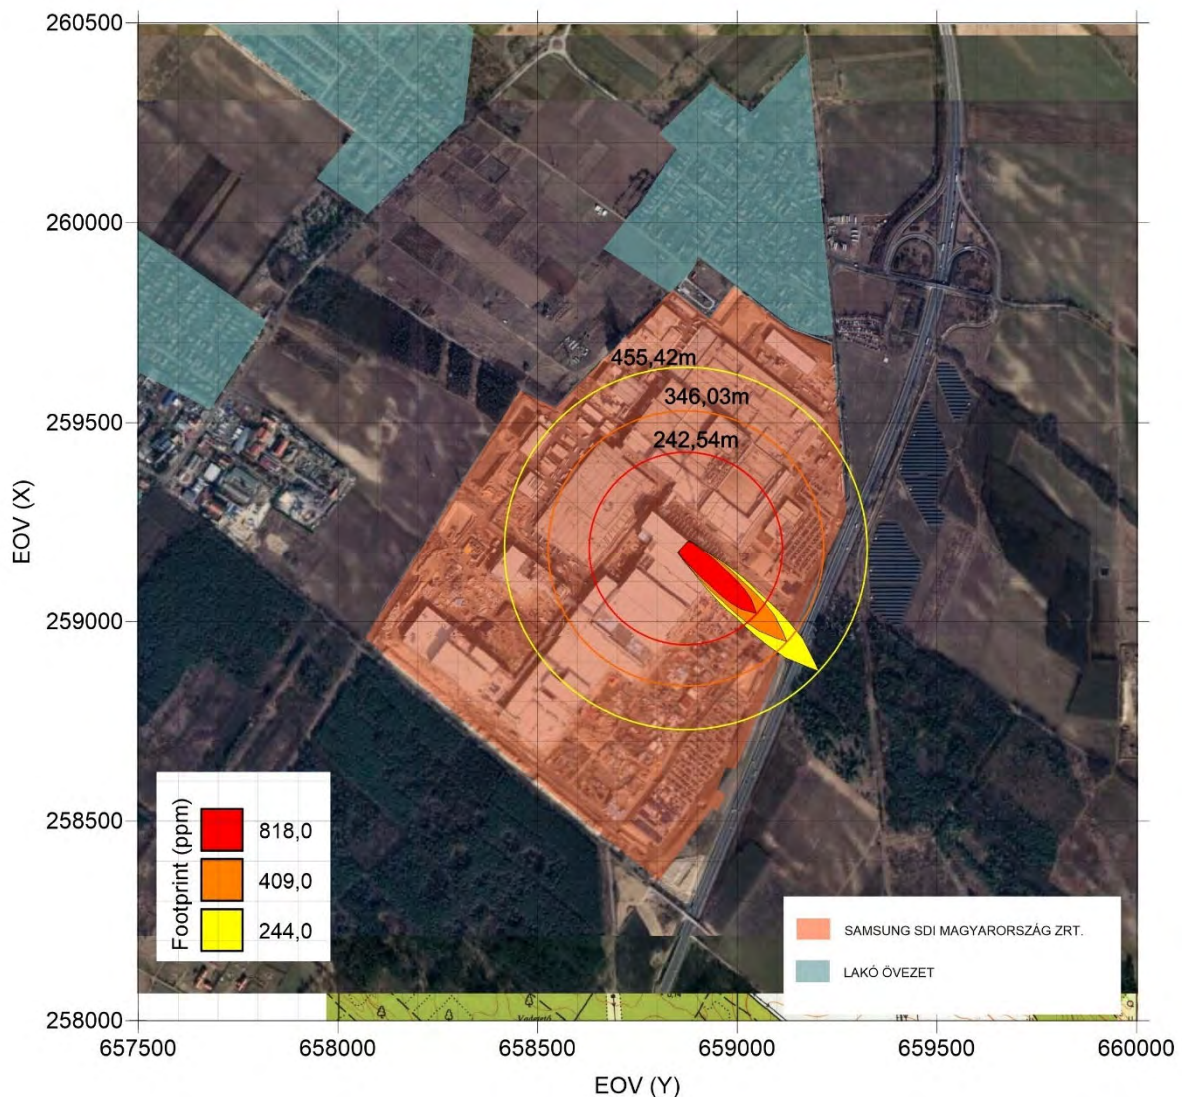 260500
260000
259500
259000
258500
258000
EOV (X)
455,42m
346,03m
242,54m
Footprint (ppm)
818,0
409,0
244,0
SAMSUNG SDI MAGYARORSZÁG ZRT.
LAKÓ ÖVEZET
657500
658000
658500
659000
659500
660000
EOV (Y)